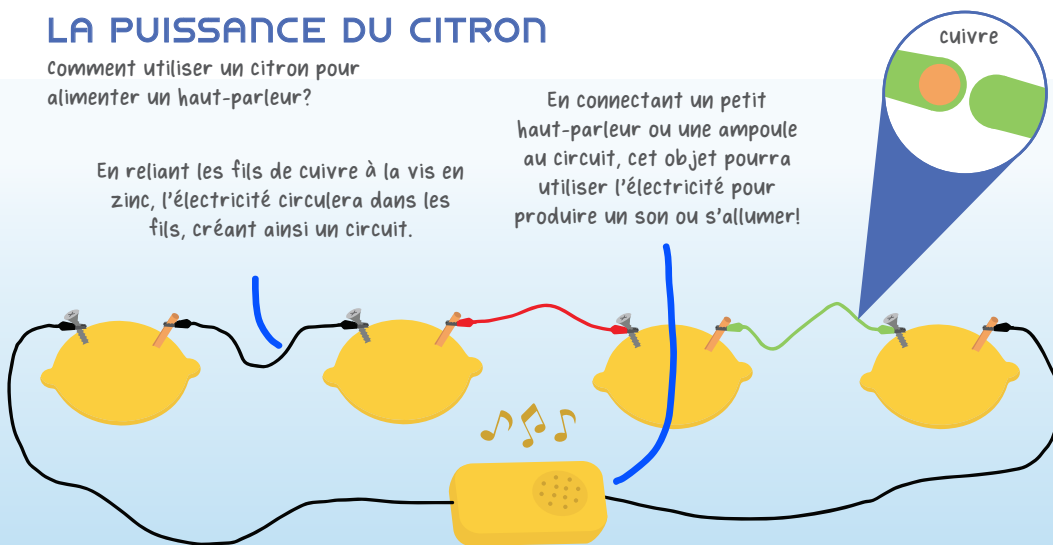 LA PUISSANCE DU CITRON
Comment utiliser un citron pour
alimenter un haut-parleur?
En reliant les fils de cuivre à la vis en
zinc, l'électricité circulera dans les
fils, créant ainsi un circuit.
En connectant un petit
haut-parleur ou une ampoule
au circuit, cet objet pourra
utiliser l'électricité pour
produire un son ou s'allumer!
cuivre